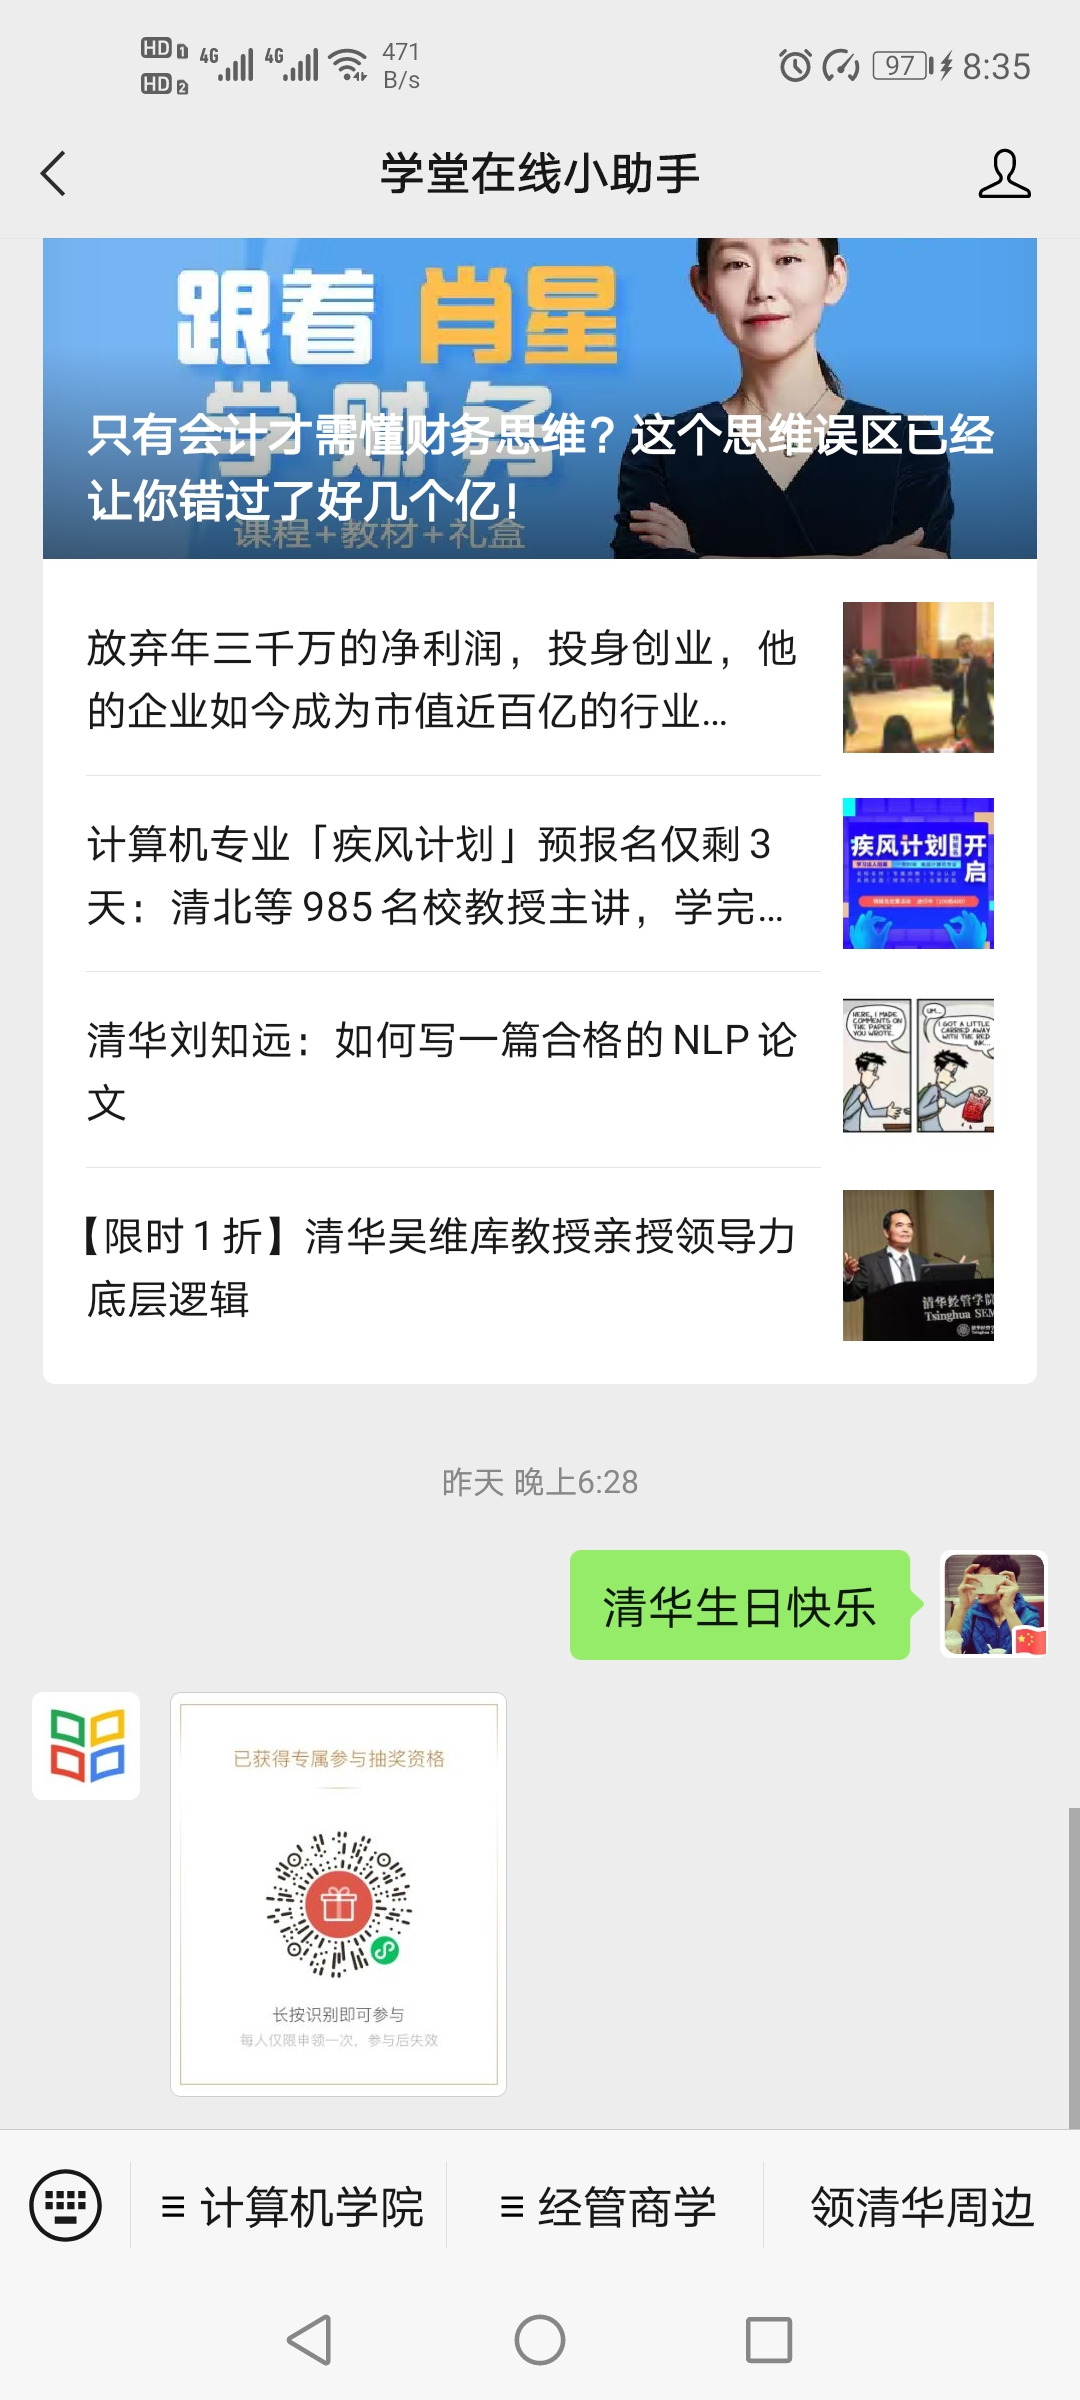 HD 1 4G 4G 471 B/s 97 8:35
HD 2
学堂在线小助手
跟着 肖星
学 财务
只有会计才需懂财务思维？这个思维误区已经
让你错过了好几个亿！
课程+教材+礼盒
放弃年三千万的净利润，投身创业，他
的企业如今成为市值近百亿的行业...
计算机专业「疾风计划」预报名仅剩 3
天：清北等 985 名校教授主讲，学完...
疾风计划 开启
清华刘知远：如何写一篇合格的 NLP 论
文
HERE, I MADE
COMMENTS ON
THE PAPER
YOU WROTE.
UM...
I GOT A LITTLE
CARRIED AWAY
WITH THE RED
INK...
【限时 1 折】清华吴维库教授亲授领导力
底层逻辑
清华经管学院
Tsinghua SEM
昨天 晚上6:28
清华生日快乐
已获得专属参与抽奖资格
长按识别即可参与
每人仅限申领一次，参与后失效
计算机学院 经管商学 领清华周边